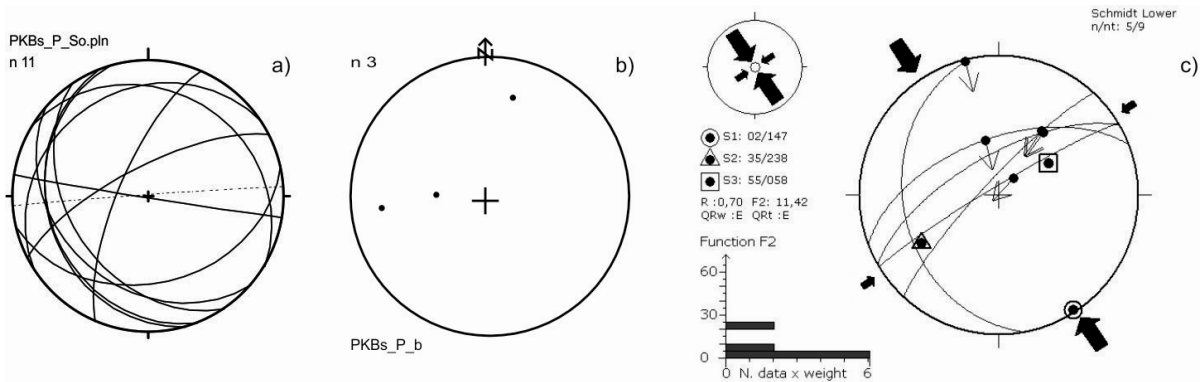 PKBs_P_So.pln
n 11
a)
n 3
N
b)
PKBs_P_b
Schmidt Lower
n/nt: 5/9
c)
S1: 02/147
S2: 35/238
S3: 55/058
R :0,70 F2: 11,42
QRw :E QRt :E
Function F2
60
30
0
0 N. data x weight 6